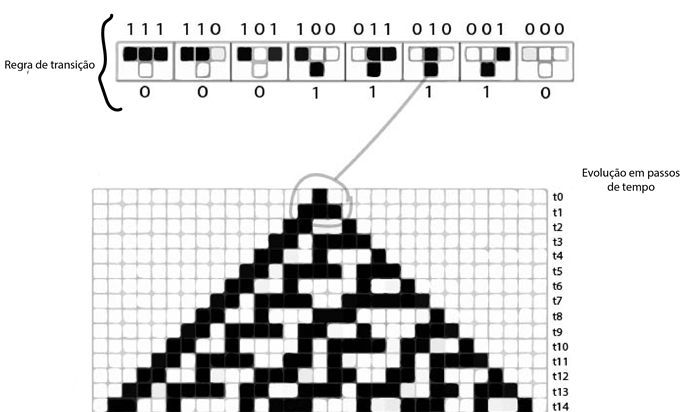 111 110 101 100 011 010 001 000
Regra de transição
0 0 0 1 1 1 1 0
Evolução em passos
de tempo
t0
t1
t2
t3
t4
t5
t6
t7
t8
t9
t10
t11
t12
t13
t14